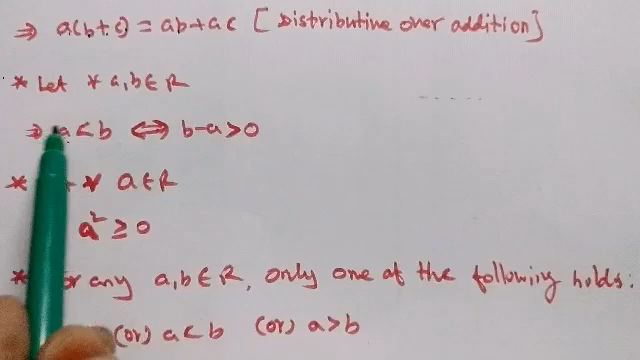 ⇒ a(b+c) = ab+ac [Distributive over addition]
* Let ∀ a,b∈R
⇒ a<b ⇔ b-a>0
* ∀ a∈R
a² ≥ 0
* any a,b∈R, only one of the following holds:
(or) a<b (or) a>b